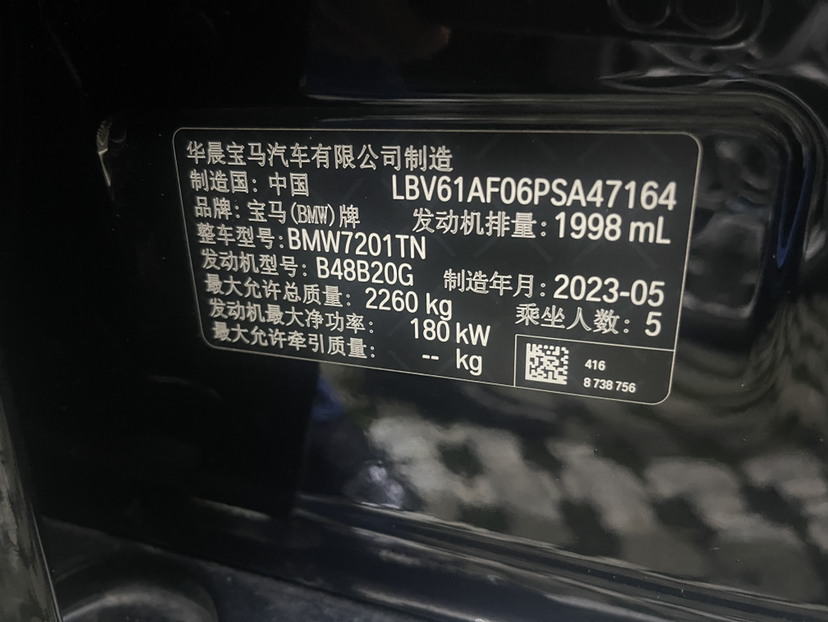 华晨宝马汽车有限公司制造
制造国: 中国 LBV61AF06PSA47164
品牌: 宝马(BMW)牌 发动机排量: 1998 mL
整车型号: BMW7201TN
发动机型号: B48B20G 制造年月: 2023-05
最大允许总质量: 2260 kg 乘坐人数: 5
发动机最大净功率: 180 kW
最大允许牵引质量: -- kg
416
8 738 756